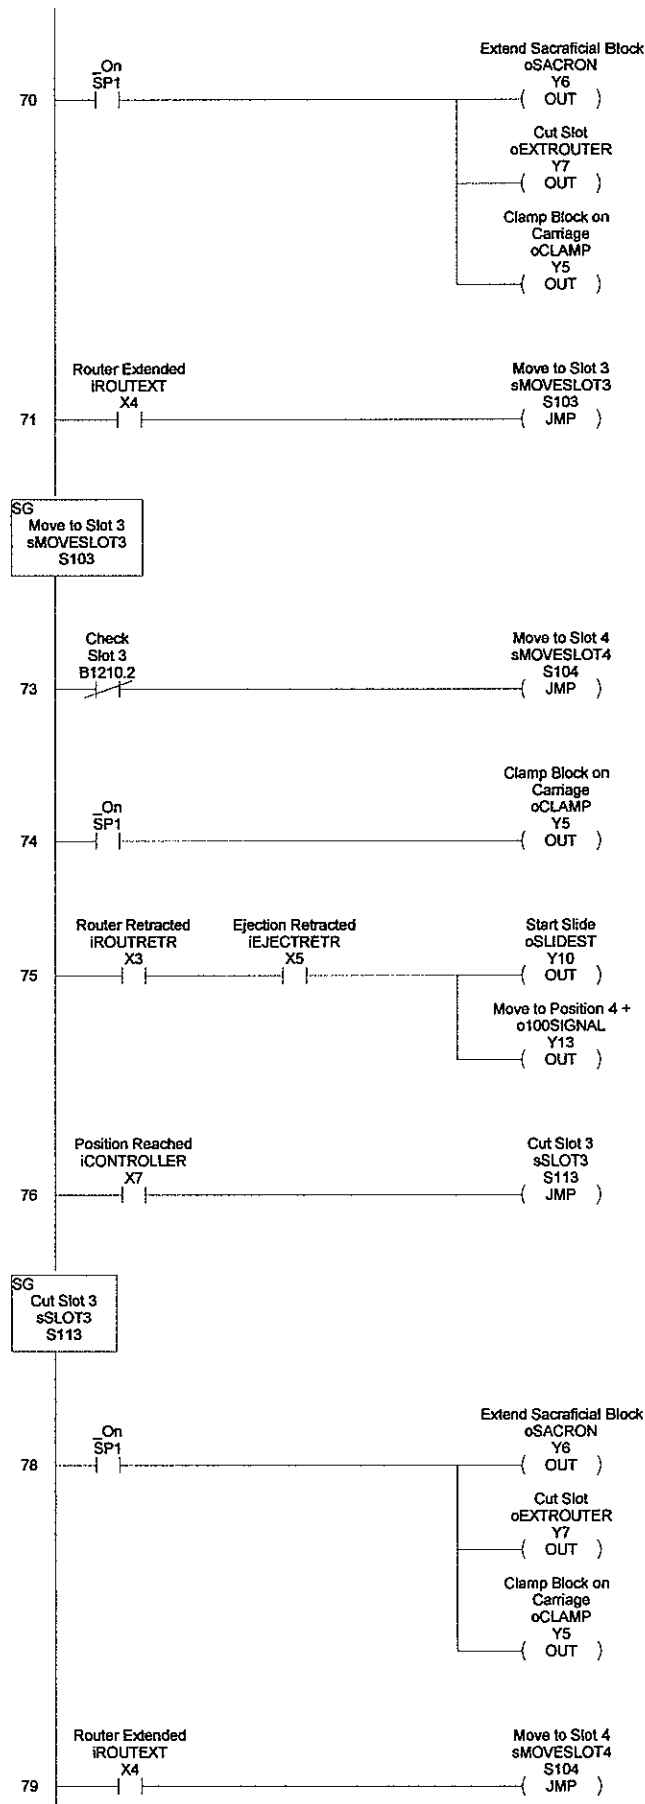 Extend Sacraficial Block
_On
oSACRON
SP1
Y6
70
OUT
Cut Slot
oEXTROUTER
Y7
OUT
Clamp Block on
Carriage
oCLAMP
Y5
OUT
Router Extended
iROUTEXT
X4
Move to Slot 3
sMOVESLOT3
S103
71
JMP
SG
Move to Slot 3
sMOVESLOT3
S103
Check
Slot 3
B1210.2
Move to Slot 4
sMOVESLOT4
S104
73
JMP
Clamp Block on
Carriage
_On
oCLAMP
SP1
Y5
74
OUT
Router Retracted
iROUTRETR
X3
Ejection Retracted
iEJECTRETR
X5
Start Slide
oSLIDEST
Y10
75
OUT
Move to Position 4 +
o100SIGNAL
Y13
OUT
Position Reached
iCONTROLLER
X7
Cut Slot 3
sSLOT3
S113
76
JMP
SG
Cut Slot 3
sSLOT3
S113
Extend Sacraficial Block
_On
oSACRON
SP1
Y6
78
OUT
Cut Slot
oEXTROUTER
Y7
OUT
Clamp Block on
Carriage
oCLAMP
Y5
OUT
Router Extended
iROUTEXT
X4
Move to Slot 4
sMOVESLOT4
S104
79
JMP